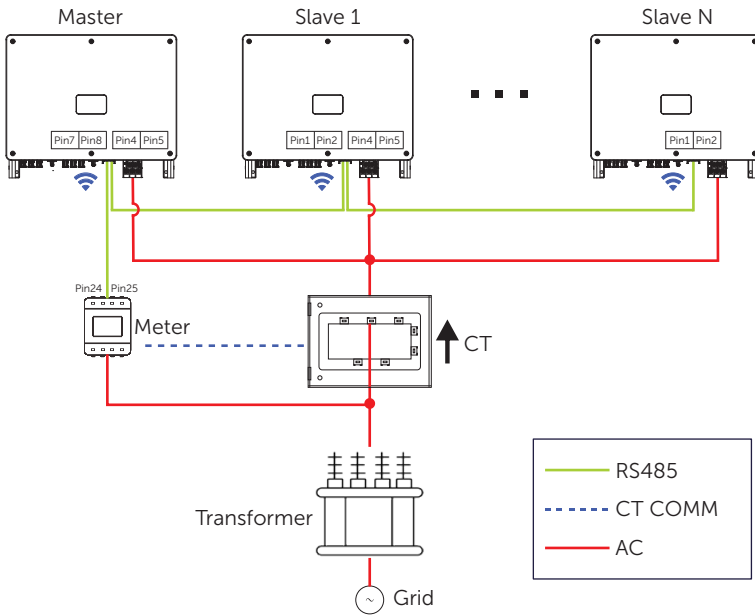 Master
Slave 1
Slave N
Pin7 Pin8 Pin4 Pin5
Pin1 Pin2 Pin4 Pin5
Pin1 Pin2
Pin24 Pin25
Meter
CT
Transformer
Grid
RS485
CT COMM
AC